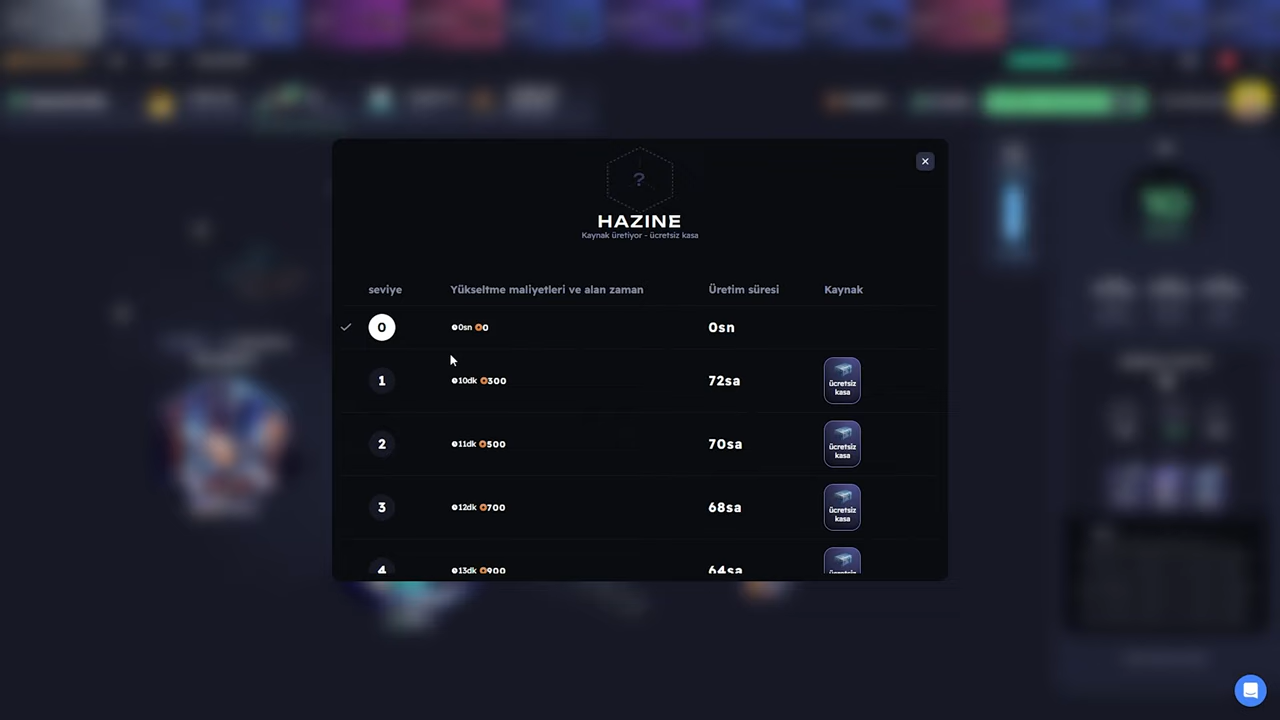 ?
HAZINE
Kaynak üretiyor - ücretsiz kasa
seviye Yükseltme maliyetleri ve alan zaman Üretim süresi Kaynak
0 0sn 0 0sn
1 10dk 300 72sa ücretsiz kasa
2 11dk 500 70sa ücretsiz kasa
3 12dk 700 68sa ücretsiz kasa
4 13dk 900 64sa ücretsiz